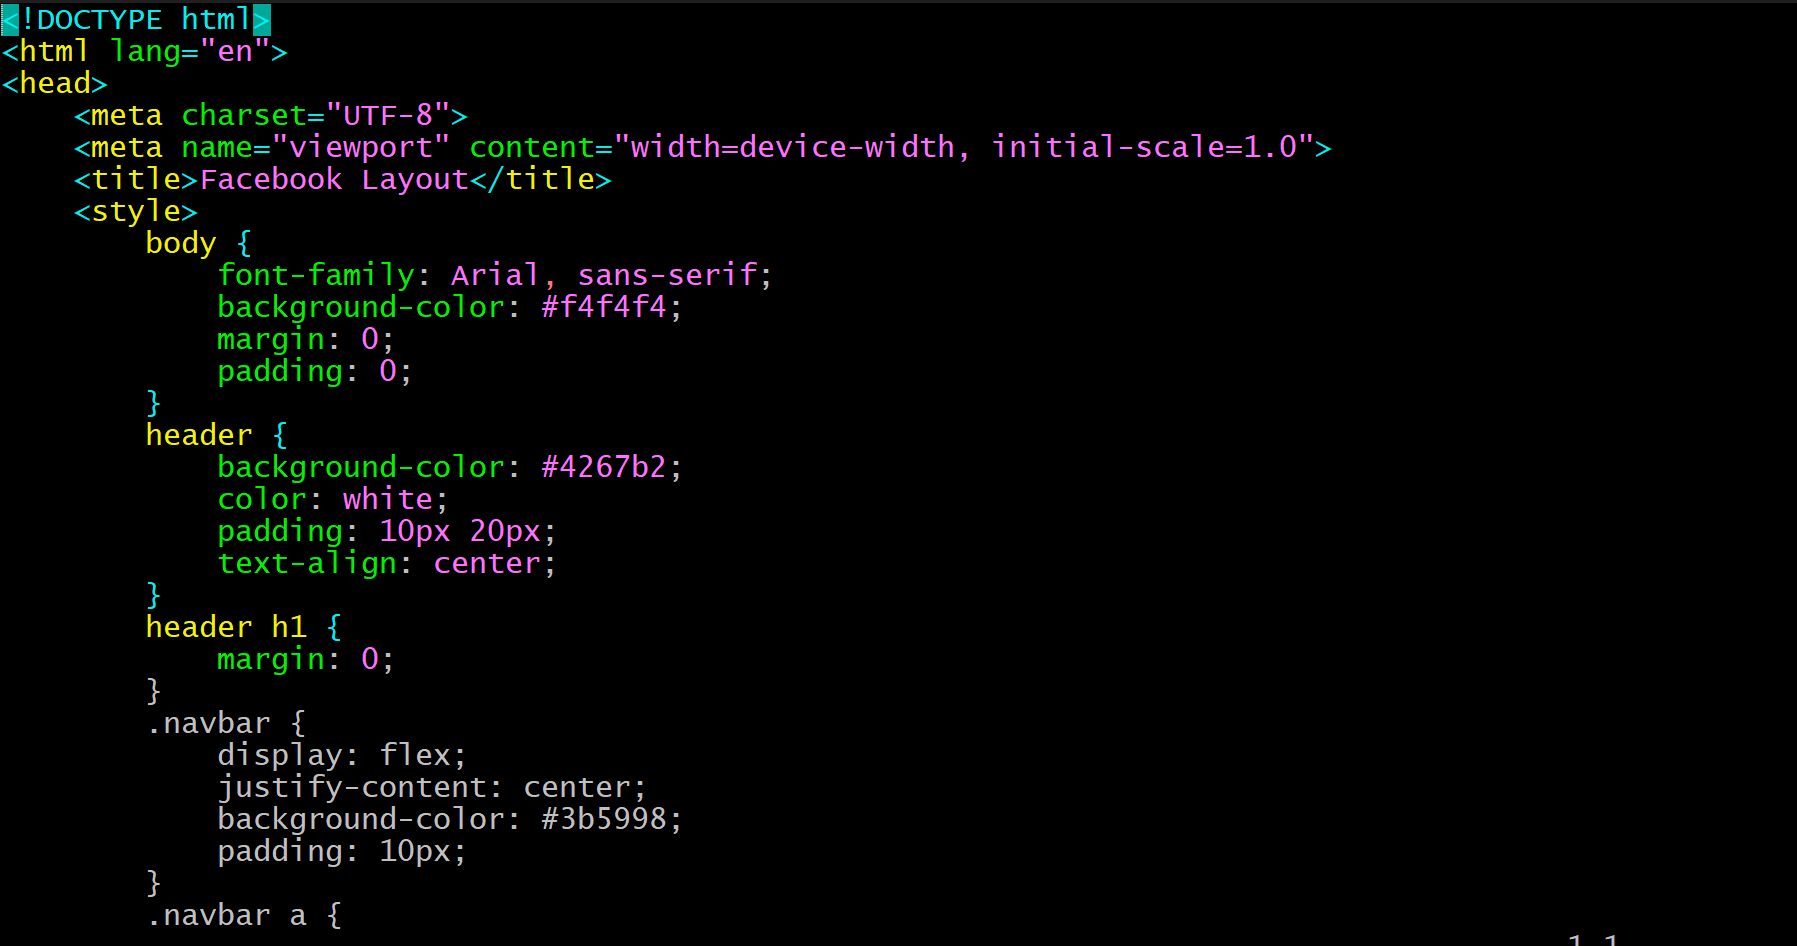 <!DOCTYPE html>
<html lang="en">
<head>
    <meta charset="UTF-8">
    <meta name="viewport" content="width=device-width, initial-scale=1.0">
    <title>Facebook Layout</title>
    <style>
        body {
            font-family: Arial, sans-serif;
            background-color: #f4f4f4;
            margin: 0;
            padding: 0;
        }
        header {
            background-color: #4267b2;
            color: white;
            padding: 10px 20px;
            text-align: center;
        }
        header h1 {
            margin: 0;
        }
        .navbar {
            display: flex;
            justify-content: center;
            background-color: #3b5998;
            padding: 10px;
        }
        .navbar a {